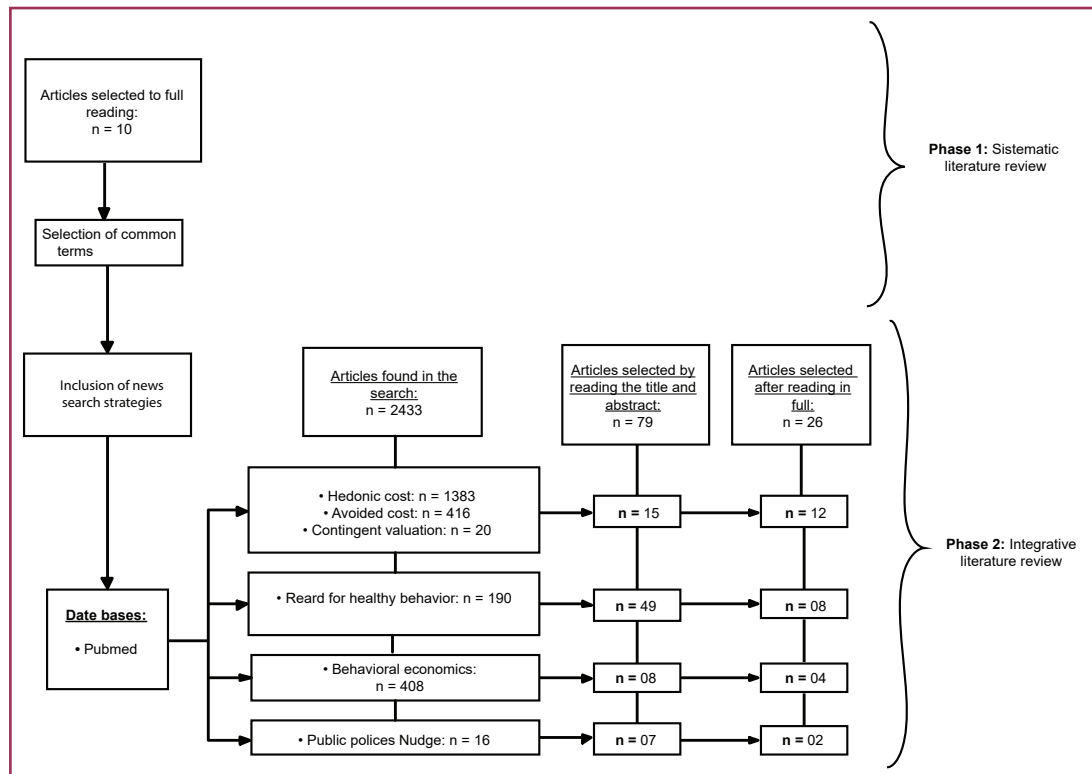 Articles selected to full
reading:
n = 10
Phase 1: Sistematic
literature review
Selection of common
terms
Inclusion of news
search strategies
Articles found in the
search:
n = 2433
Articles selected by
reading the title and
abstract:
n = 79
Articles selected
after reading in
full:
n = 26
• Hedonic cost: n = 1383
• Avoided cost: n = 416
• Contingent valuation: n = 20
n = 15
n = 12
Phase 2: Integrative
literature review
Date bases:
• Pubmed
• Reard for healthy behavior: n = 190
n = 49
n = 08
• Behavioral economics:
n = 408
n = 08
n = 04
• Public polices Nudge: n = 16
n = 07
n = 02